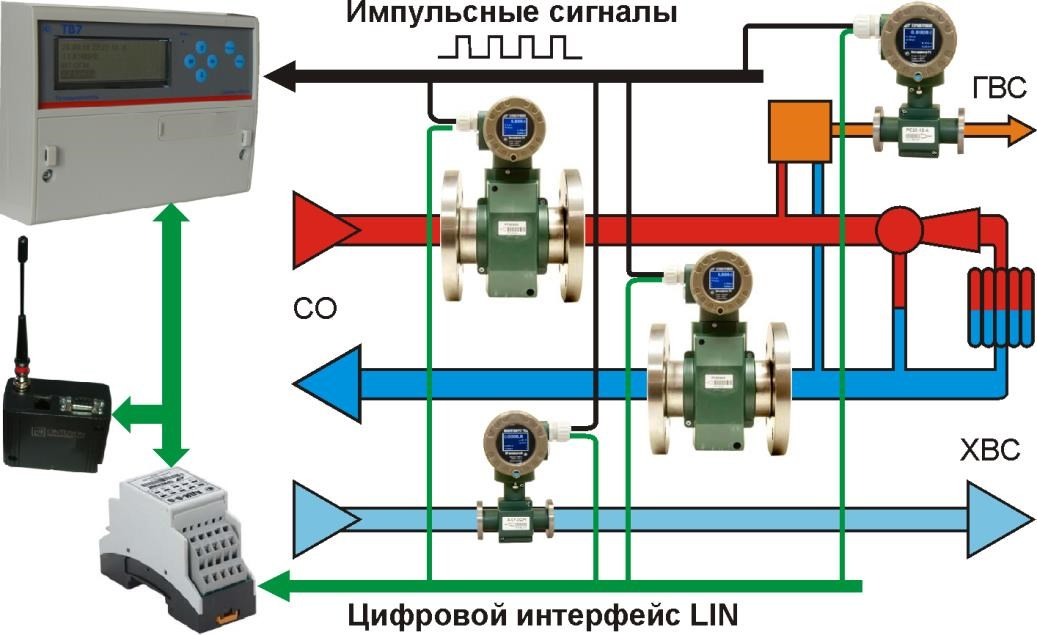 Импульсные сигналы
ТВ7
ГВС
СО
ХВС
Цифровой интерфейс LIN